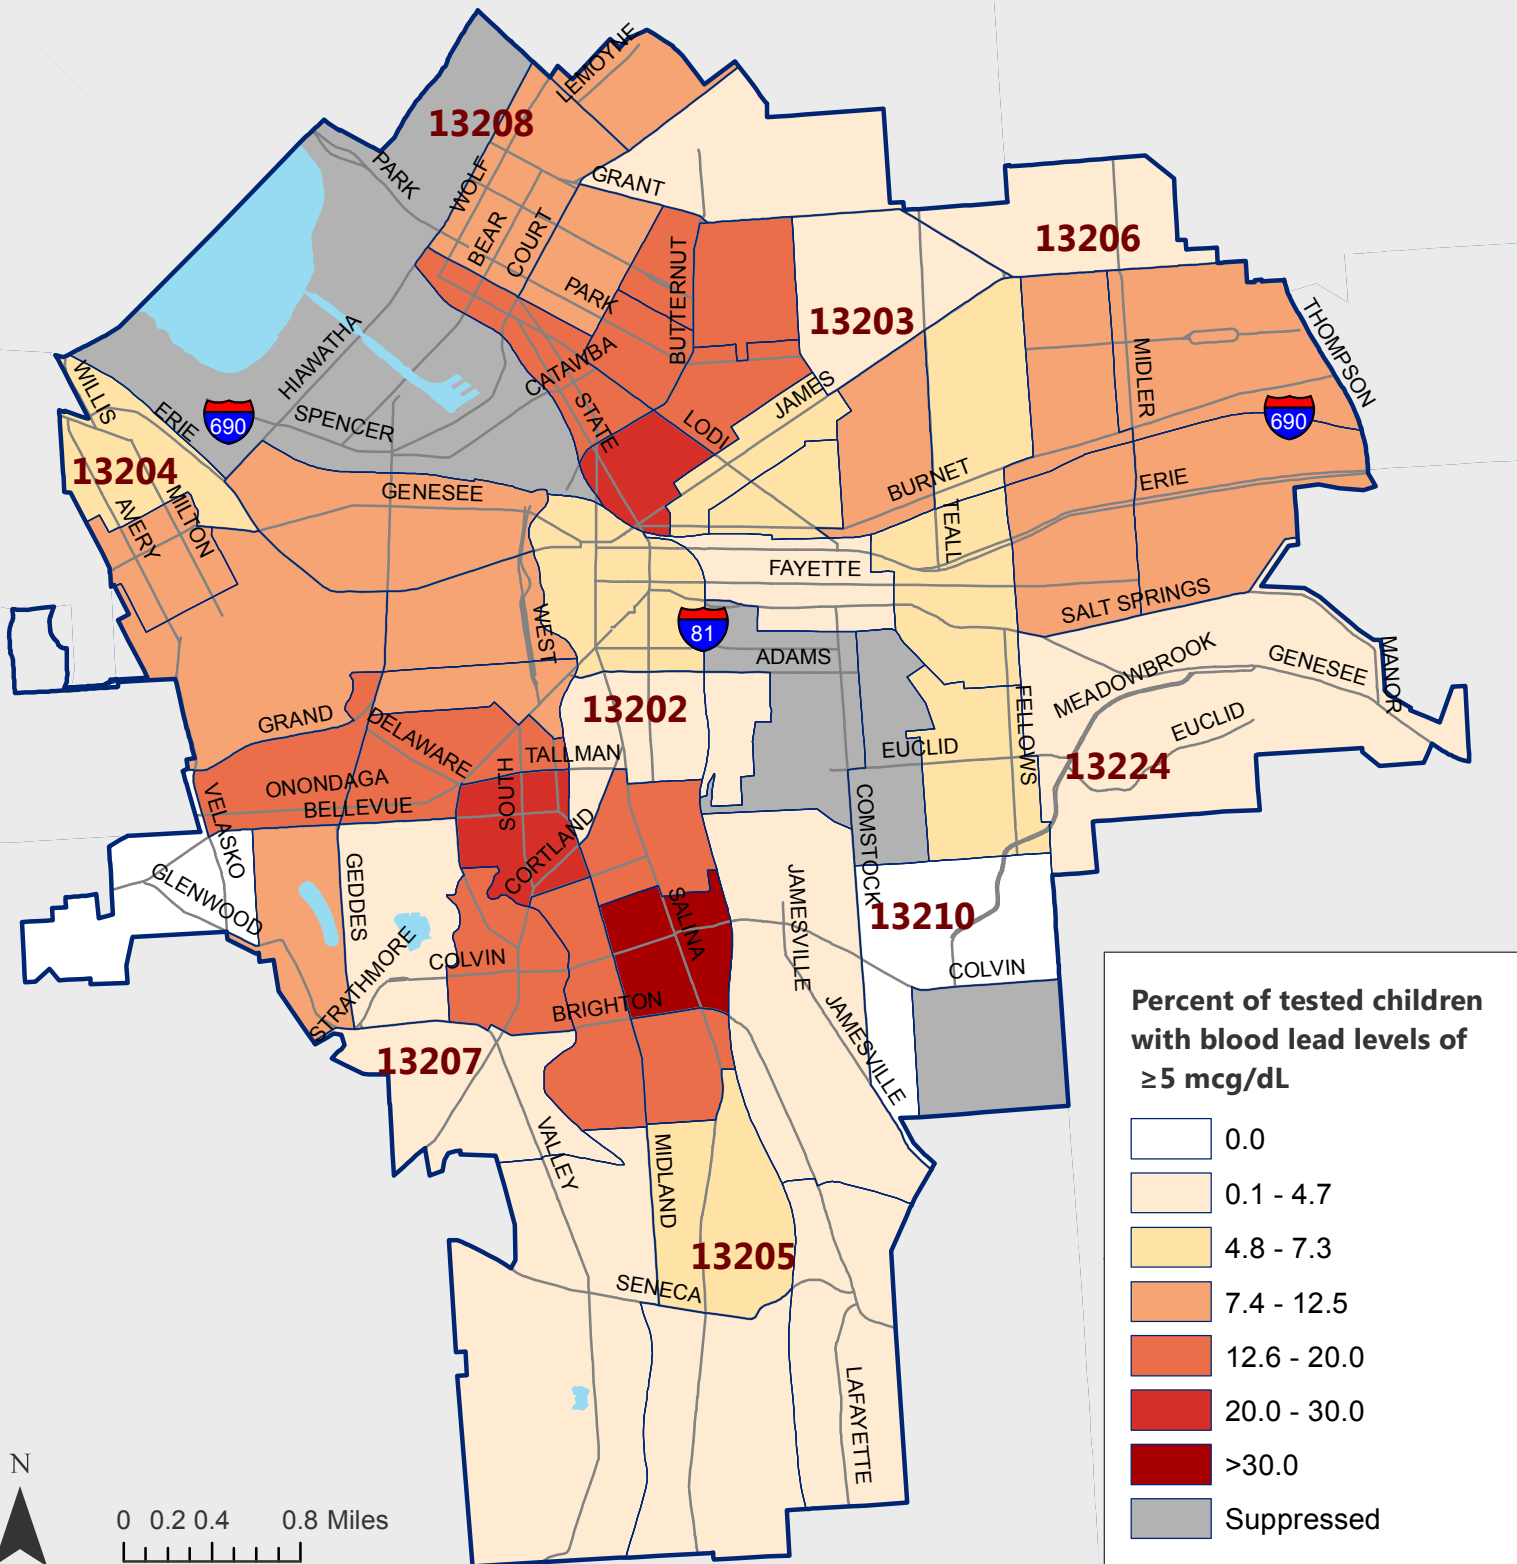 LEMOYNE
13208
PARK
WOLF
GRANT
BEAR
COURT
13206
BUTTERNUT
PARK
13203
THOMPSON
HIAWATHA
MIDLER
CATAWBA
WILLIS
JAMES
ERIE
690
SPENCER
STATE
LODI
690
13204
GENESEE
BURNET
ERIE
AVERY
MILTON
TEALL
FAYETTE
SALT SPRINGS
WEST
81
ADAMS
MEADOWBROOK
GENESEE
MANOR
GRAND
DELAWARE
13202
FELLOWS
EUCLID
TALLMAN
EUCLID
13224
ONONDAGA
BELLEVUE
SOUTH
VELASKO
CORTLAND
COMSTOCK
GLENWOOD
GEDDES
SALINA
JAMESVILLE
13210
STRATHMORE
COLVIN
COLVIN
BRIGHTON
JAMESVILLE
13207
VALLEY
MIDLAND
13205
SENECA
LAFAYETTE
Percent of tested children
with blood lead levels of
≥5 mcg/dL
0.0
0.1 - 4.7
4.8 - 7.3
7.4 - 12.5
12.6 - 20.0
20.0 - 30.0
>30.0
Suppressed
N
0 0.2 0.4 0.8 Miles